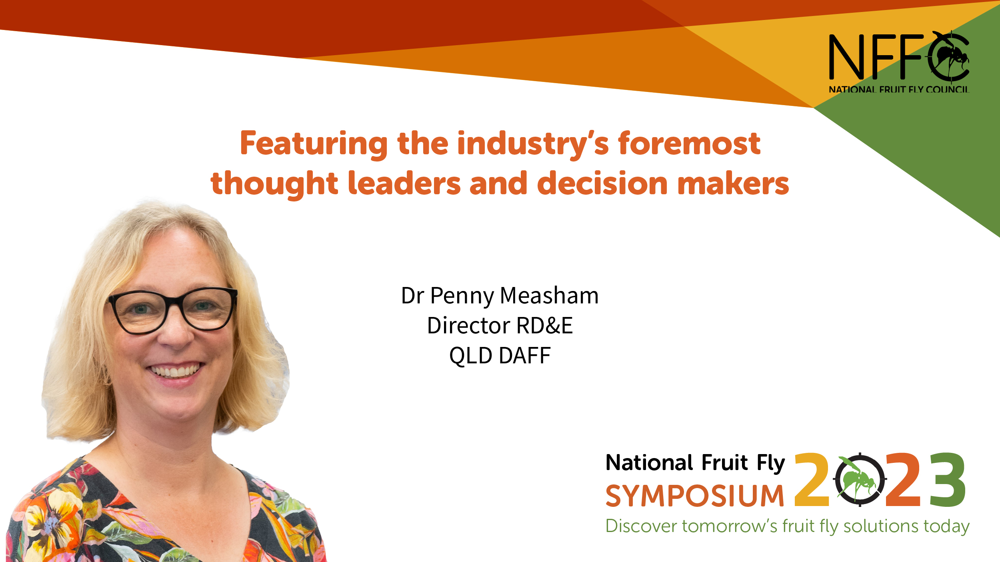 NFFC
NATIONAL FRUIT FLY COUNCIL
Featuring the industry’s foremost
thought leaders and decision makers
Dr Penny Measham
Director RD&E
QLD DAFF
National Fruit Fly
SYMPOSIUM 2023
Discover tomorrow’s fruit fly solutions today